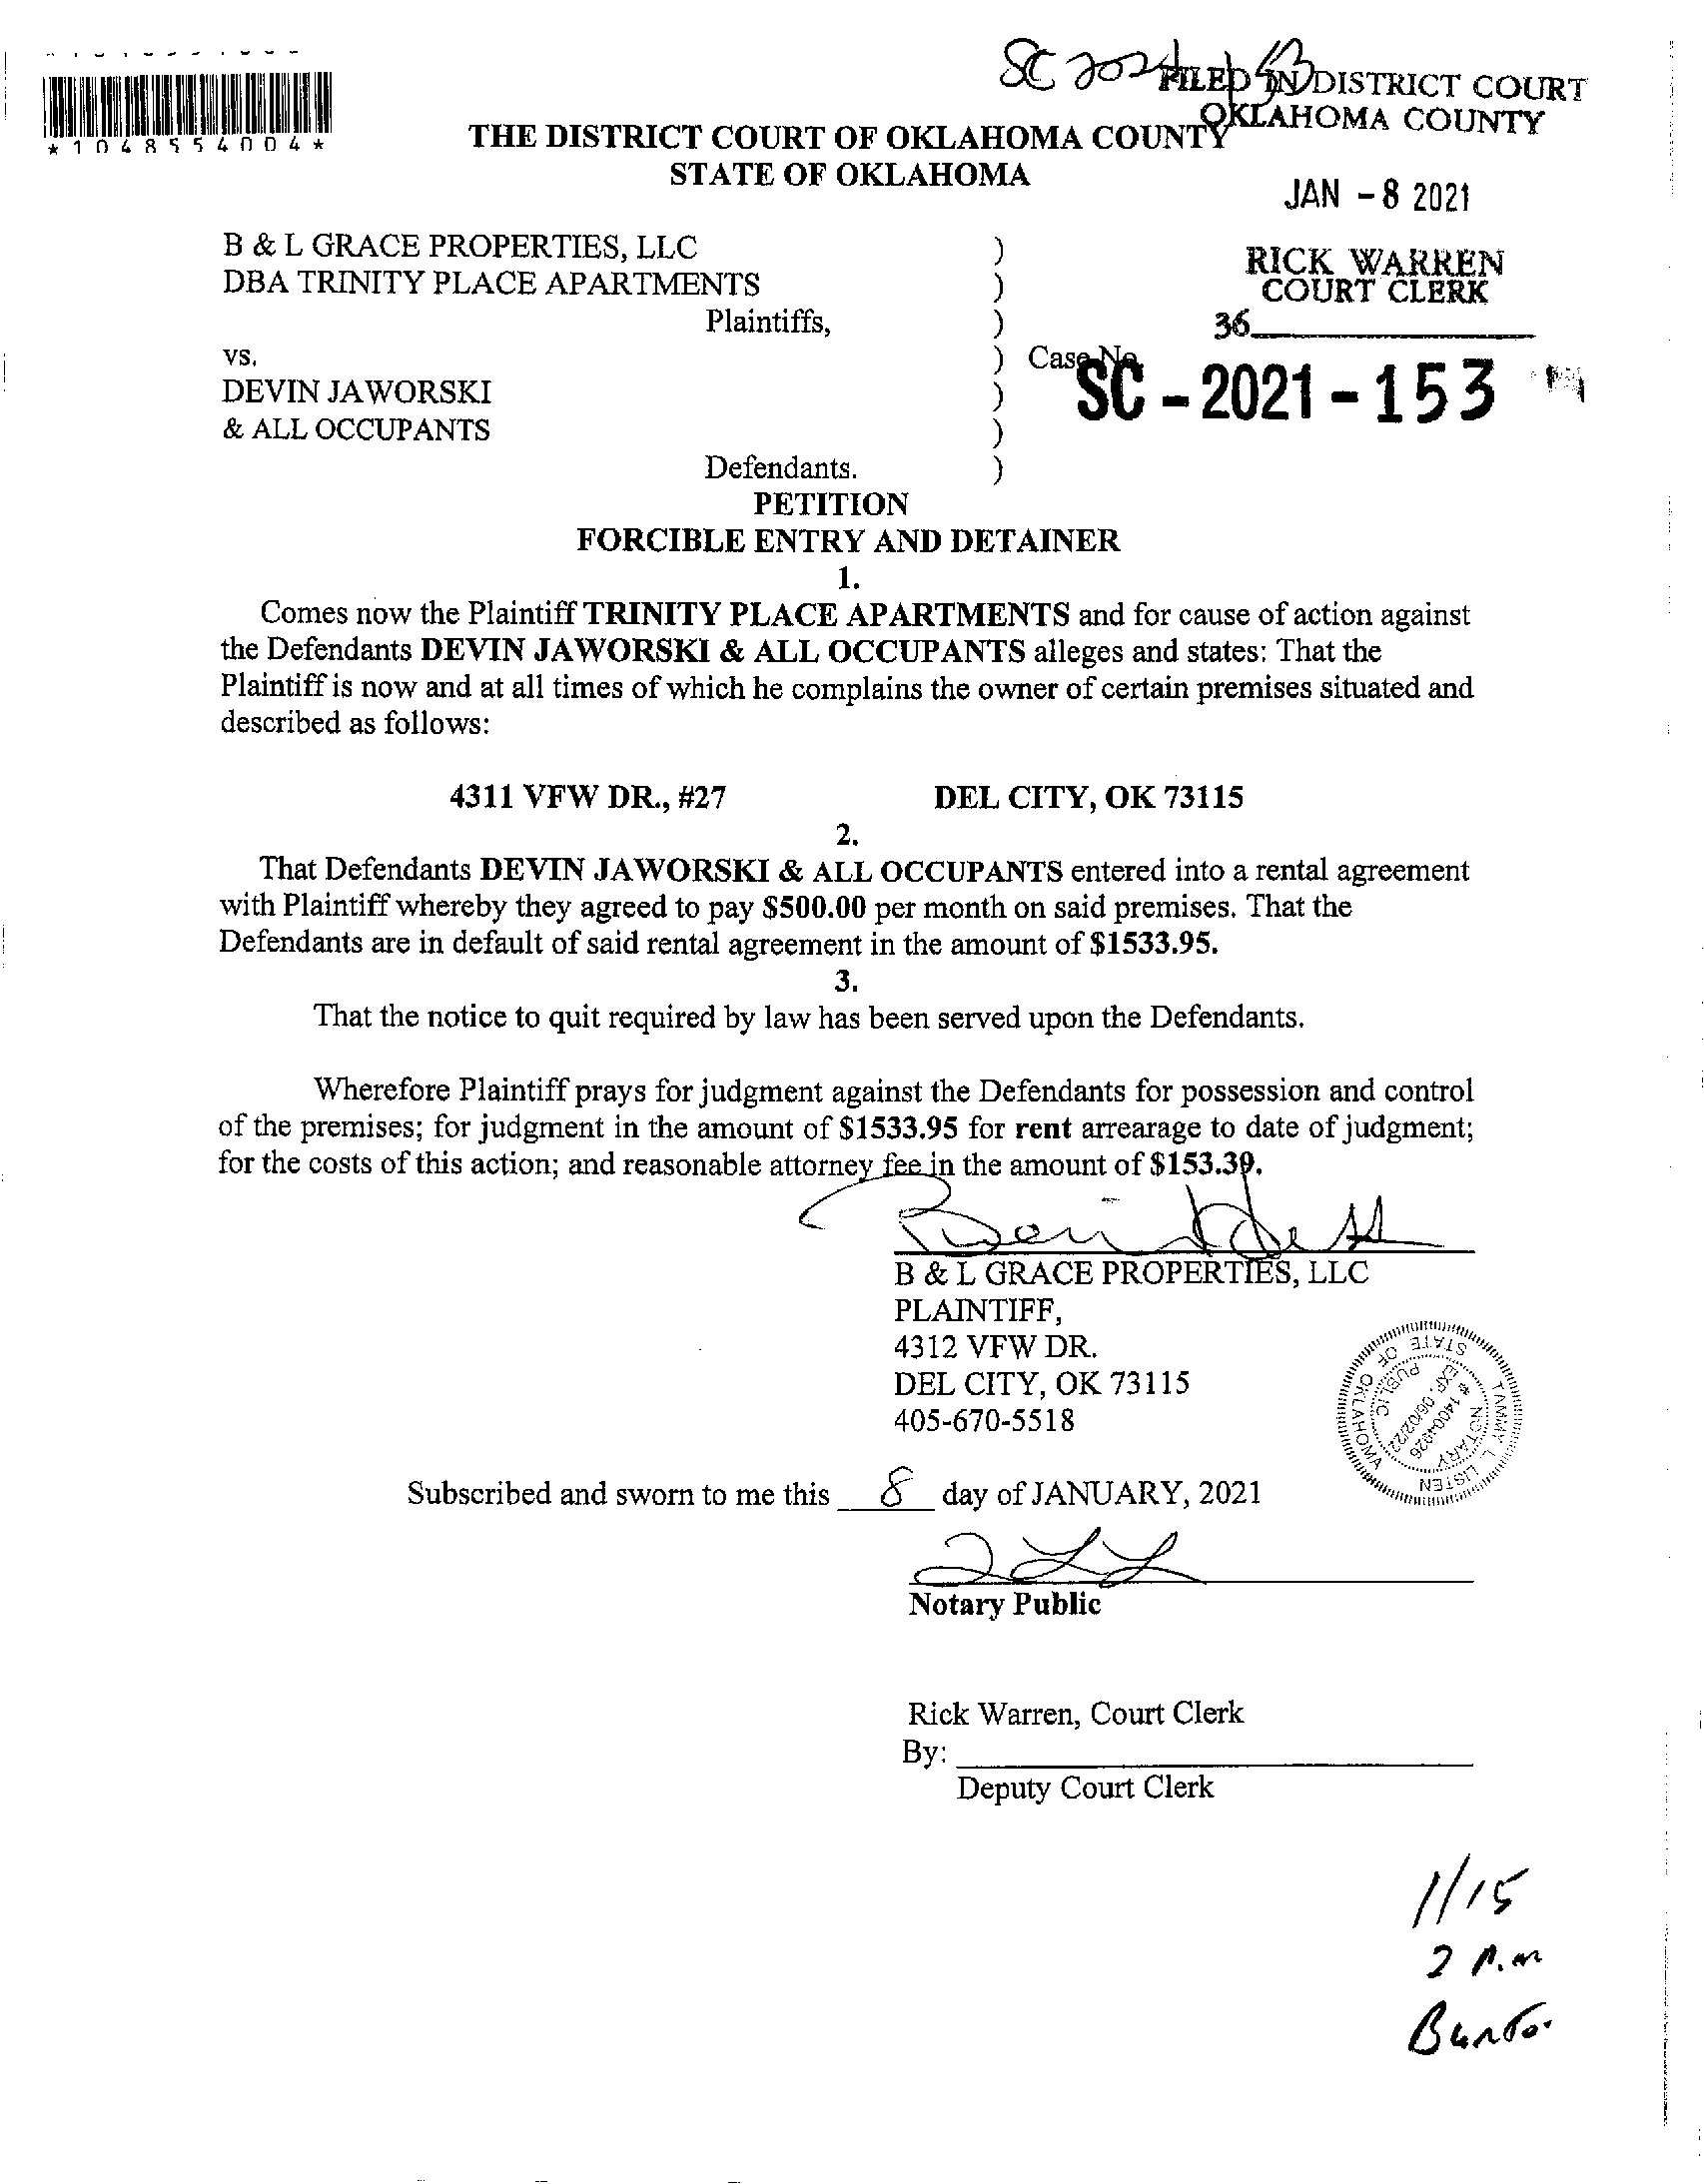 *1048554004*
FILED IN DISTRICT COURT
OKLAHOMA COUNTY
THE DISTRICT COURT OF OKLAHOMA COUNTY
STATE OF OKLAHOMA
JAN -8 2021
B & L GRACE PROPERTIES, LLC )
DBA TRINITY PLACE APARTMENTS )
Plaintiffs, )
RICK WARREN
COURT CLERK
36
vs. ) Case No.
SC - 2021 - 153
DEVIN JAWORSKI )
& ALL OCCUPANTS )
Defendants. )
PETITION
FORCIBLE ENTRY AND DETAINER
1.
Comes now the Plaintiff TRINITY PLACE APARTMENTS and for cause of action against
the Defendants DEVIN JAWORSKI & ALL OCCUPANTS alleges and states: That the
Plaintiff is now and at all times of which he complains the owner of certain premises situated and
described as follows:
4311 VFW DR., #27 DEL CITY, OK 73115
2.
That Defendants DEVIN JAWORSKI & ALL OCCUPANTS entered into a rental agreement
with Plaintiff whereby they agreed to pay $500.00 per month on said premises. That the
Defendants are in default of said rental agreement in the amount of $1533.95.
3.
That the notice to quit required by law has been served upon the Defendants.
Wherefore Plaintiff prays for judgment against the Defendants for possession and control
of the premises; for judgment in the amount of $1533.95 for rent arrearage to date of judgment;
for the costs of this action; and reasonable attorney fee in the amount of $153.39.
B & L GRACE PROPERTIES, LLC
PLAINTIFF,
4312 VFW DR.
DEL CITY, OK 73115
405-670-5518
TAMMY L. LISTEN
STATE OF OKLAHOMA
NOTARY PUBLIC
# 14004926
EXP. 06/02/22
Subscribed and sworn to me this 8 day of JANUARY, 2021
Notary Public
Rick Warren, Court Clerk
By:
Deputy Court Clerk
1/15
2 P.m